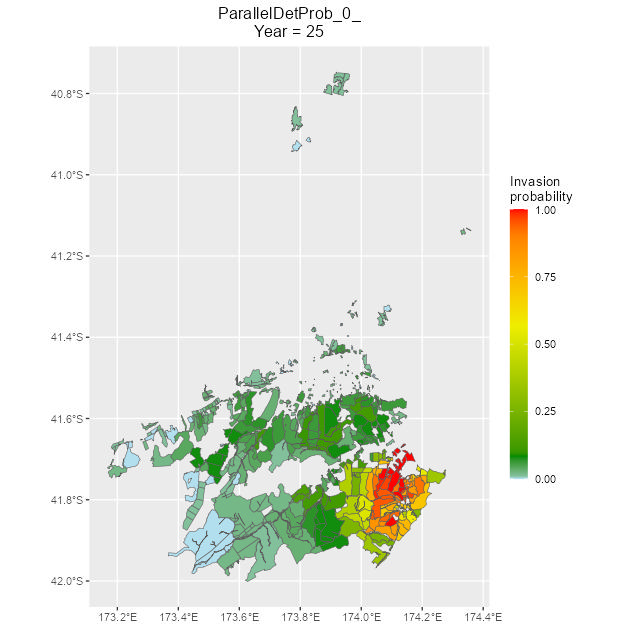 ParallelDetProb_0_
Year = 25
40.8°S
41.0°S
41.2°S
41.4°S
41.6°S
41.8°S
42.0°S
173.2°E
173.4°E
173.6°E
173.8°E
174.0°E
174.2°E
174.4°E
Invasion
probability
1.00
0.75
0.50
0.25
0.00